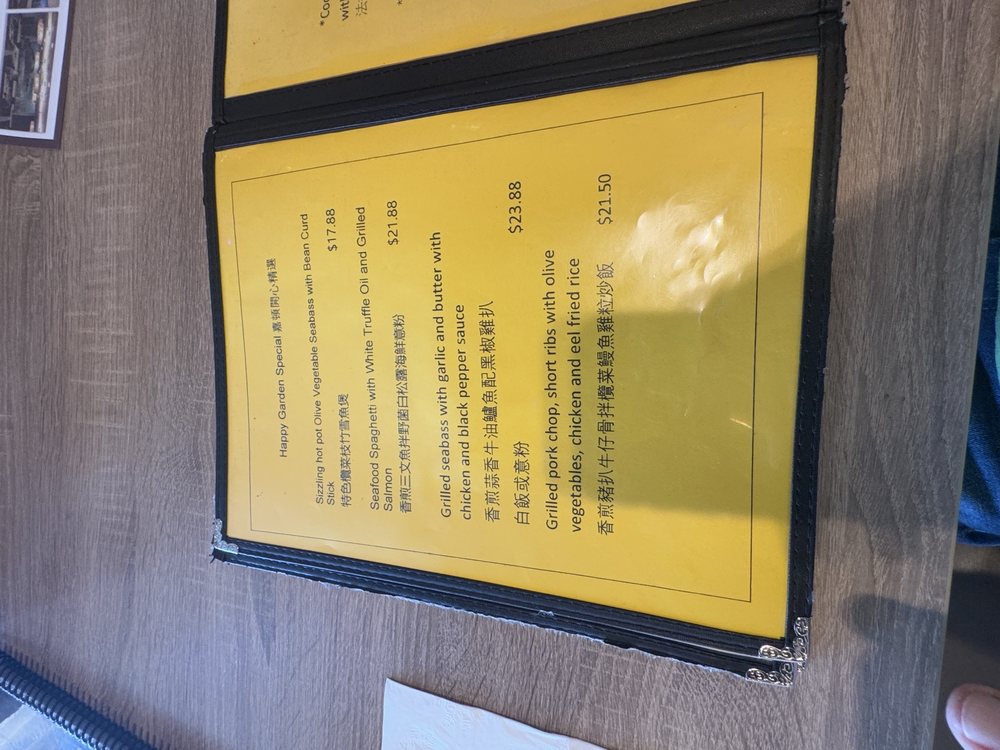 *Coo
wit
法
*
Happy Garden Special 嘉頓開心精選
Sizzling hot pot Olive Vegetable Seabass with Bean Curd
Stick $17.88
特色欖菜枝竹雪魚煲
Seafood Spaghetti with White Truffle Oil and Grilled
Salmon $21.88
香煎三文魚拌野菌白松露海鮮意粉
Grilled seabass with garlic and butter with
chicken and black pepper sauce
香煎蒜香牛油鱸魚配黑椒雞扒 $23.88
白飯或意粉
Grilled pork chop, short ribs with olive
vegetables, chicken and eel fried rice
香煎豬扒牛仔骨拌欖菜鰻魚雞粒炒飯 $21.50